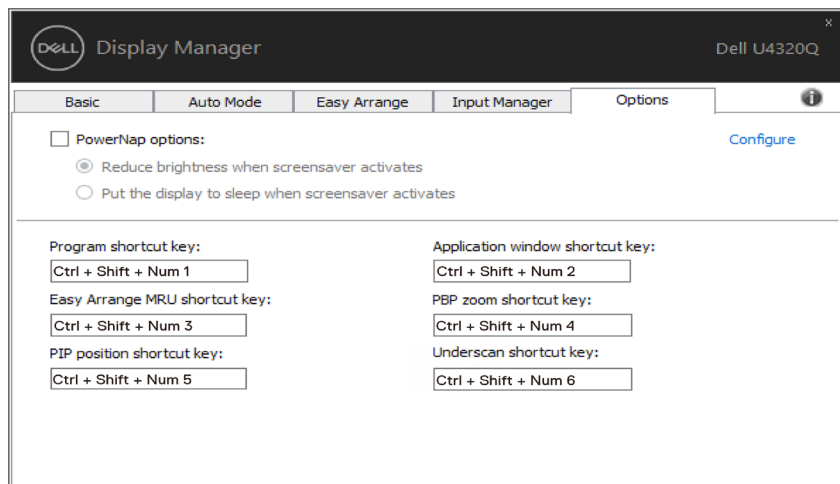 x
DELL Display Manager
Dell U4320Q
Basic Auto Mode Easy Arrange Input Manager Options
PowerNap options:
Configure
Reduce brightness when screensaver activates
Put the display to sleep when screensaver activates
Program shortcut key:
Application window shortcut key:
Ctrl + Shift + Num 1
Ctrl + Shift + Num 2
Easy Arrange MRU shortcut key:
PBP zoom shortcut key:
Ctrl + Shift + Num 3
Ctrl + Shift + Num 4
PIP position shortcut key:
Underscan shortcut key:
Ctrl + Shift + Num 5
Ctrl + Shift + Num 6